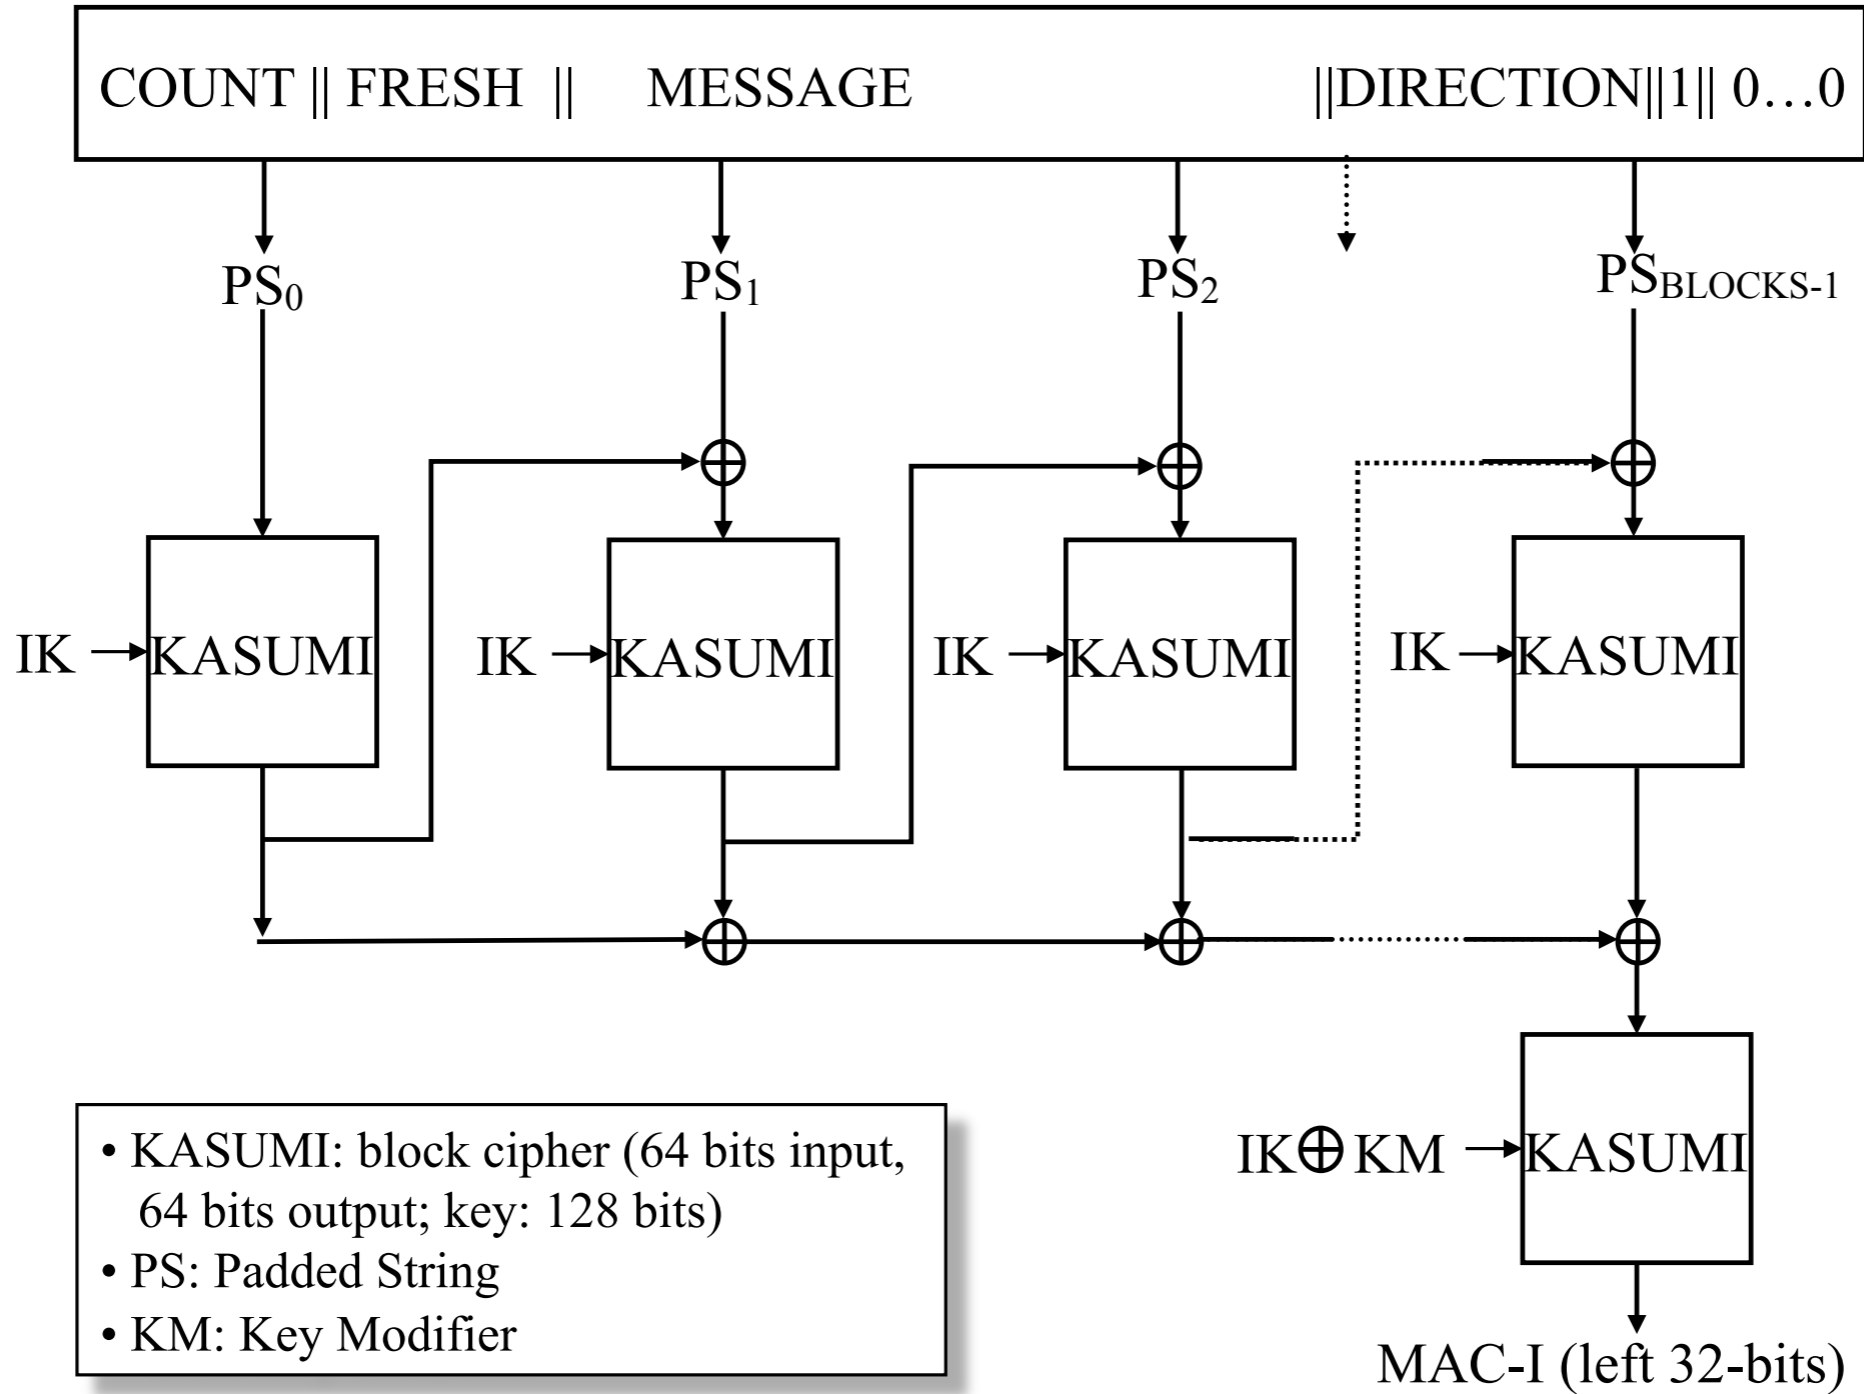 COUNT || FRESH || MESSAGE ||DIRECTION||1|| 0…0
PS0
PS1
PS2
PSBLOCKS-1
IK
KASUMI
IK
KASUMI
IK
KASUMI
IK
KASUMI
IK⊕KM
KASUMI
• KASUMI: block cipher (64 bits input,
64 bits output; key: 128 bits)
• PS: Padded String
• KM: Key Modifier
MAC-I (left 32-bits)